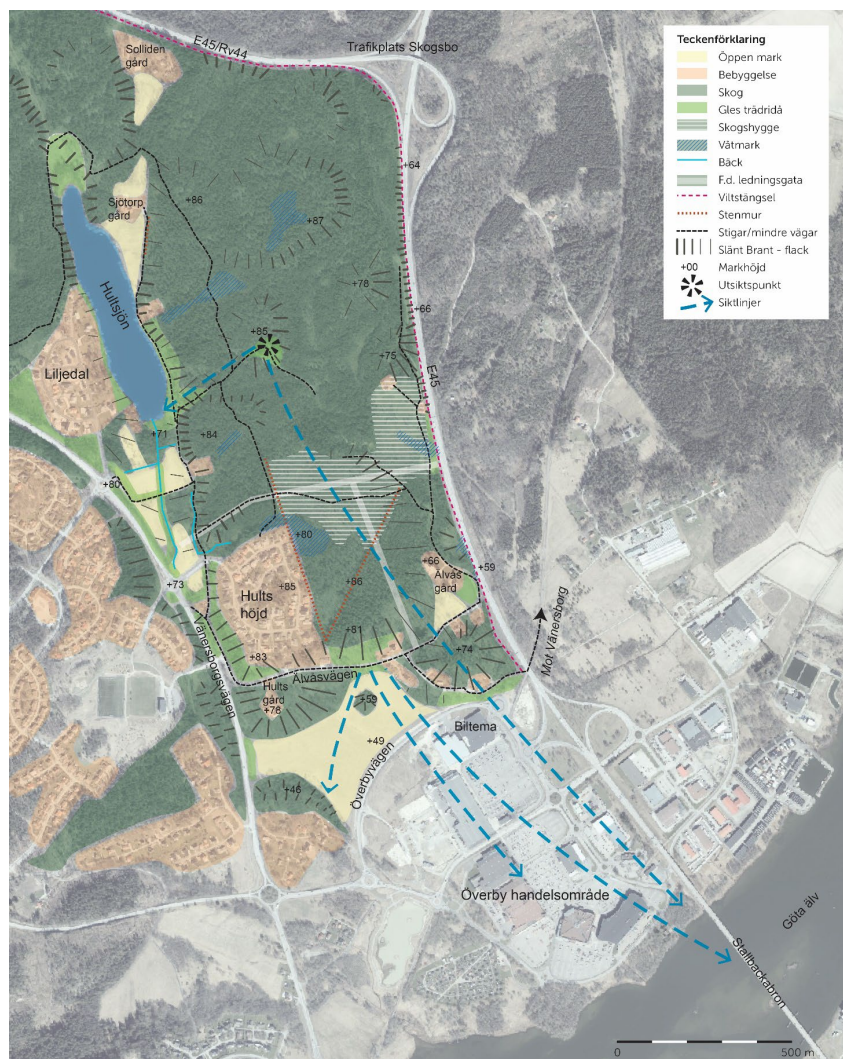 E45/Rv44
Trafikplats Skogsbo
Solliden
gård
Teckenförklaring
Öppen mark
Bebyggelse
Skog
Gles trädridå
Skogshygge
Våtmark
Bäck
F.d. ledningsgata
Viltstängsel
Stenmur
Stigar/mindre vägar
Slänt Brant - flack
+00 Markhöjd
Utsiktspunkt
Siktlinjer
+64
+86
Sjötorp
gård
+87
Hultsjön
+78
+66
+85
+75
Liljedal
E45
+71
+84
+80
+80
+66
+59
Älvås
gård
+73
+85
+86
Hults
höjd
Mot Vänersborg
+81
+74
+83
Vänersborgsvägen
Älvåsvägen
Hults
gård
+78
+59
Biltema
+49
Överbyvägen
+46
Överby handelsområde
Göta älv
Stallbackabron
0 500 m